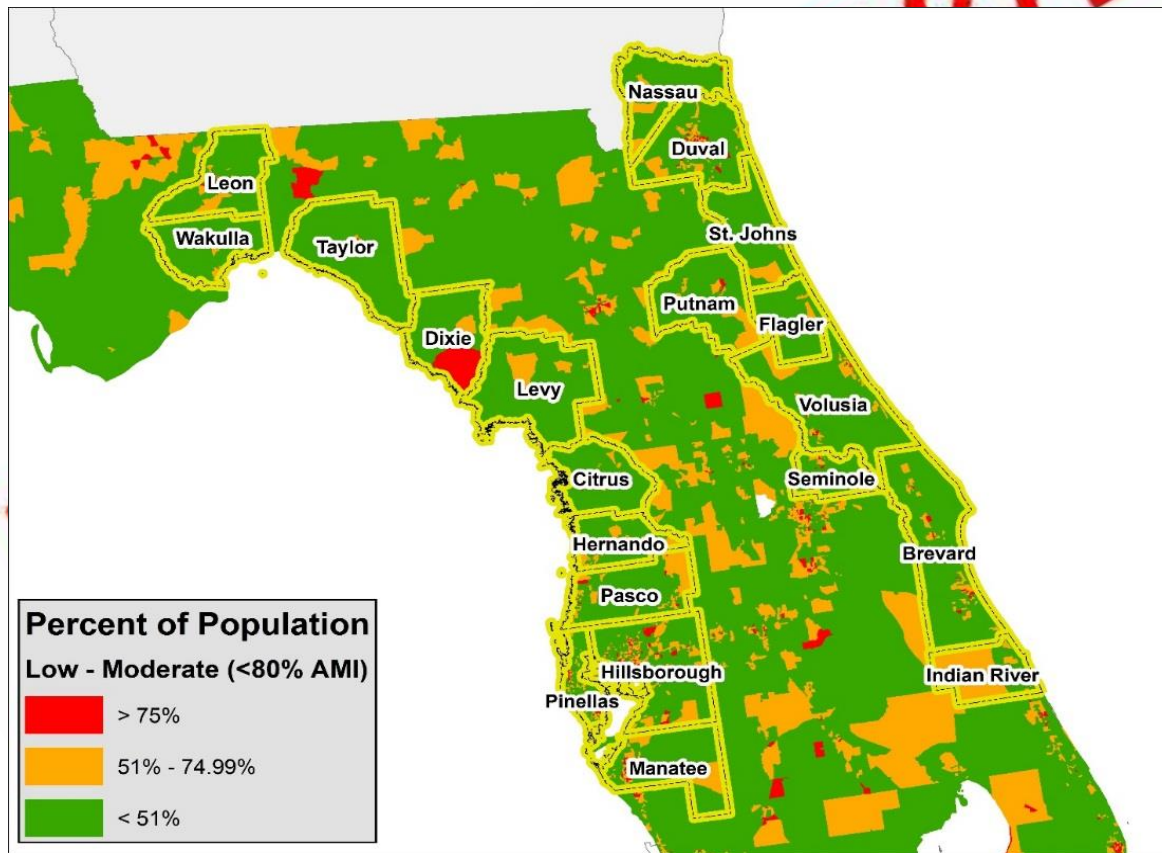 Nassau
Duval
Leon
St. Johns
Wakulla
Taylor
Putnam
Flagler
Dixie
Levy
Volusia
Citrus
Seminole
Hernando
Brevard
Pasco
Hillsborough
Indian River
Pinellas
Manatee
Percent of Population
Low - Moderate (<80% AMI)
> 75%
51% - 74.99%
< 51%